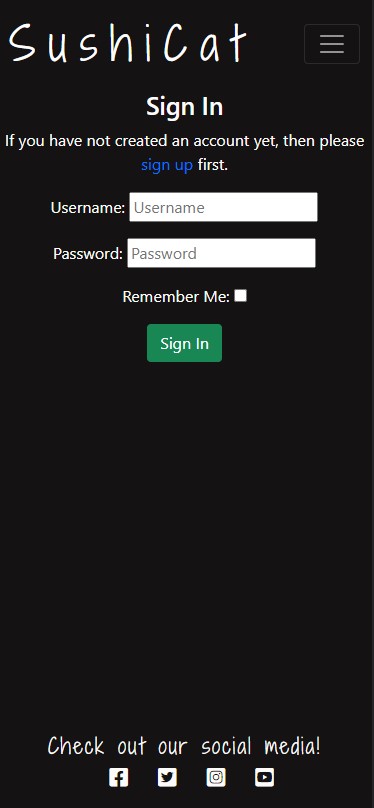 SushiCat
Sign In
If you have not created an account yet, then please
sign up first.
Username: Username
Password: Password
Remember Me:
Sign In
Check out our social media!